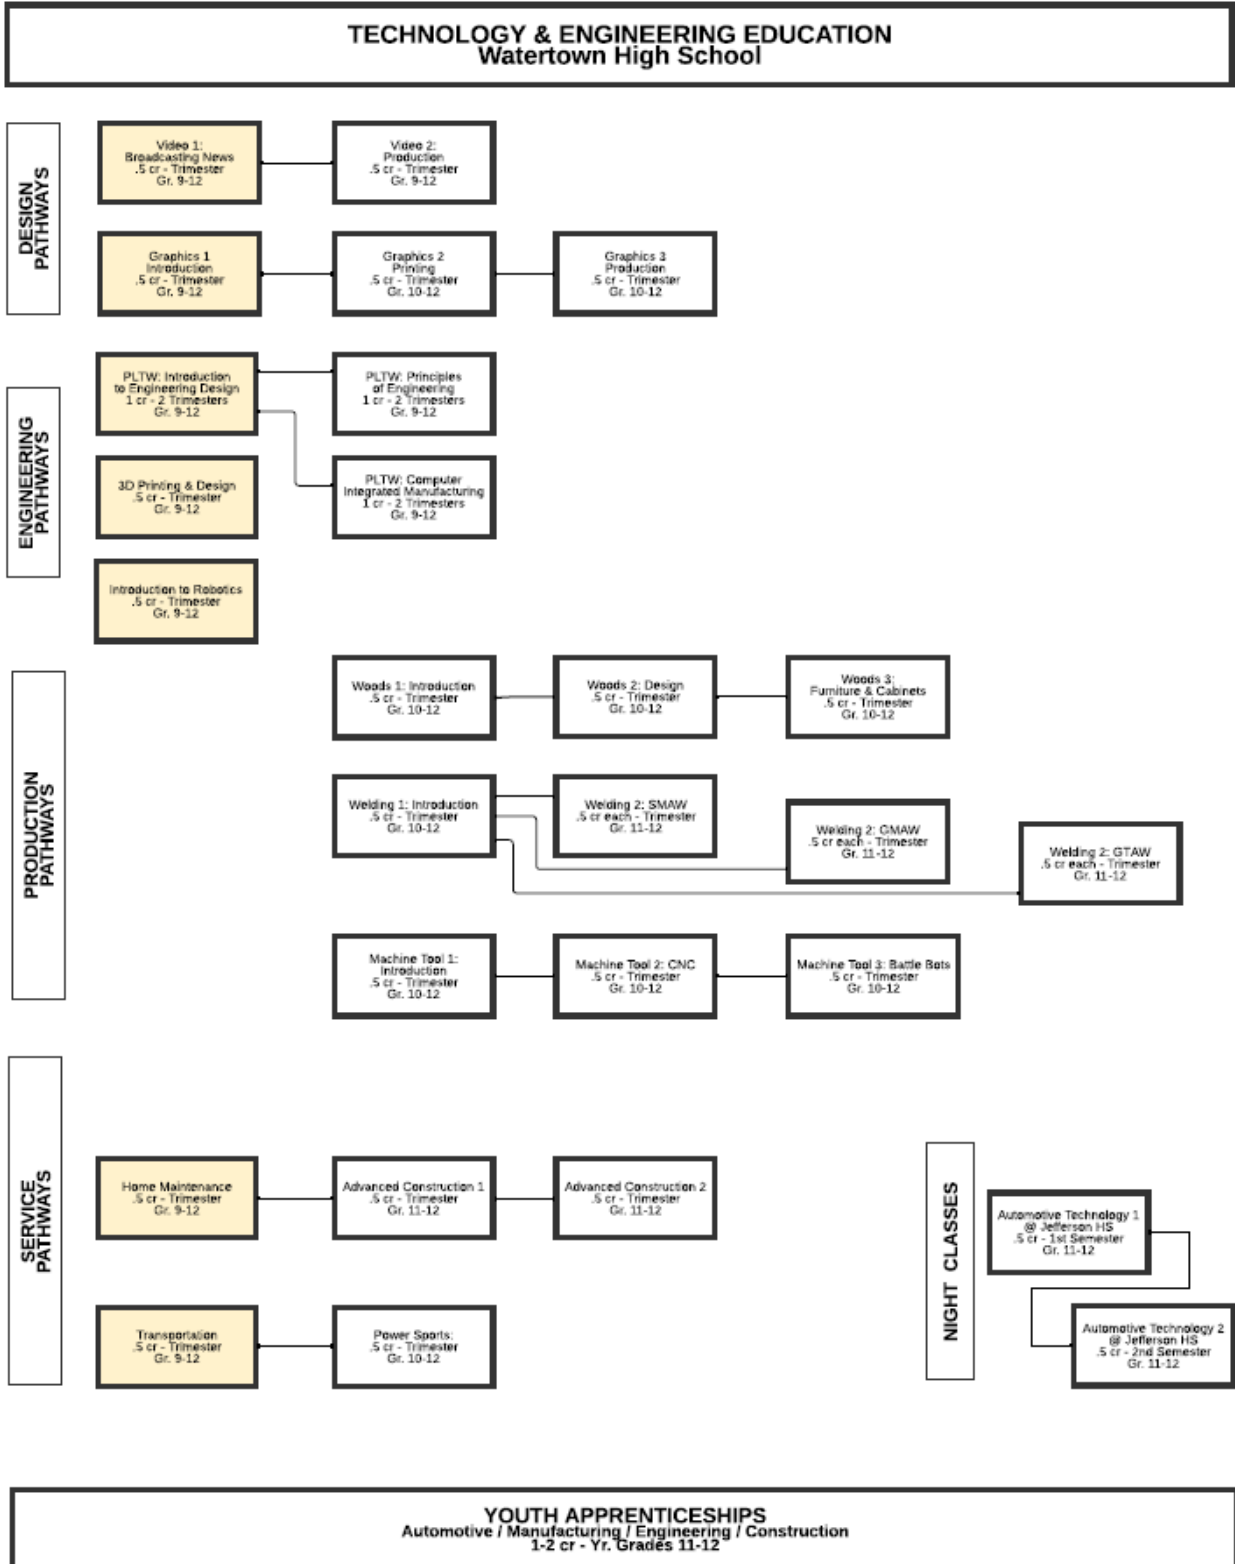 TECHNOLOGY & ENGINEERING EDUCATION
Watertown High School
DESIGN
PATHWAYS
Video 1:
Broadcasting News
.5 cr - Trimester
Gr. 9-12
Video 2:
Production
.5 cr - Trimester
Gr. 9-12
Graphics 1
Introduction
.5 cr - Trimester
Gr. 9-12
Graphics 2
Printing
.5 cr - Trimester
Gr. 10-12
Graphics 3
Production
.5 cr - Trimester
Gr. 10-12
ENGINEERING
PATHWAYS
PLTW: Introduction
to Engineering Design
1 cr - 2 Trimesters
Gr. 9-12
PLTW: Principles
of Engineering
1 cr - 2 Trimesters
Gr. 9-12
3D Printing & Design
.5 cr - Trimester
Gr. 9-12
PLTW: Computer
Integrated Manufacturing
1 cr - 2 Trimesters
Gr. 9-12
Introduction to Robotics
.5 cr - Trimester
Gr. 9-12
PRODUCTION
PATHWAYS
Woods 1: Introduction
.5 cr - Trimester
Gr. 10-12
Woods 2: Design
.5 cr - Trimester
Gr. 10-12
Woods 3:
Furniture & Cabinets
.5 cr - Trimester
Gr. 10-12
Welding 1: Introduction
.5 cr - Trimester
Gr. 10-12
Welding 2: SMAW
.5 cr each - Trimester
Gr. 11-12
Welding 2: GMAW
.5 cr each - Trimester
Gr. 11-12
Welding 2: GTAW
.5 cr each - Trimester
Gr. 11-12
Machine Tool 1:
Introduction
.5 cr - Trimester
Gr. 10-12
Machine Tool 2: CNC
.5 cr - Trimester
Gr. 10-12
Machine Tool 3: Battle Bots
.5 cr - Trimester
Gr. 10-12
SERVICE
PATHWAYS
Home Maintenance
.5 cr - Trimester
Gr. 9-12
Advanced Construction 1
.5 cr - Trimester
Gr. 11-12
Advanced Construction 2
.5 cr - Trimester
Gr. 11-12
Transportation
.5 cr - Trimester
Gr. 9-12
Power Sports:
.5 cr - Trimester
Gr. 10-12
NIGHT CLASSES
Automotive Technology 1
@ Jefferson HS
.5 cr - 1st Semester
Gr. 11-12
Automotive Technology 2
@ Jefferson HS
.5 cr - 2nd Semester
Gr. 11-12
YOUTH APPRENTICESHIPS
Automotive / Manufacturing / Engineering / Construction
1-2 cr - Yr. Grades 11-12